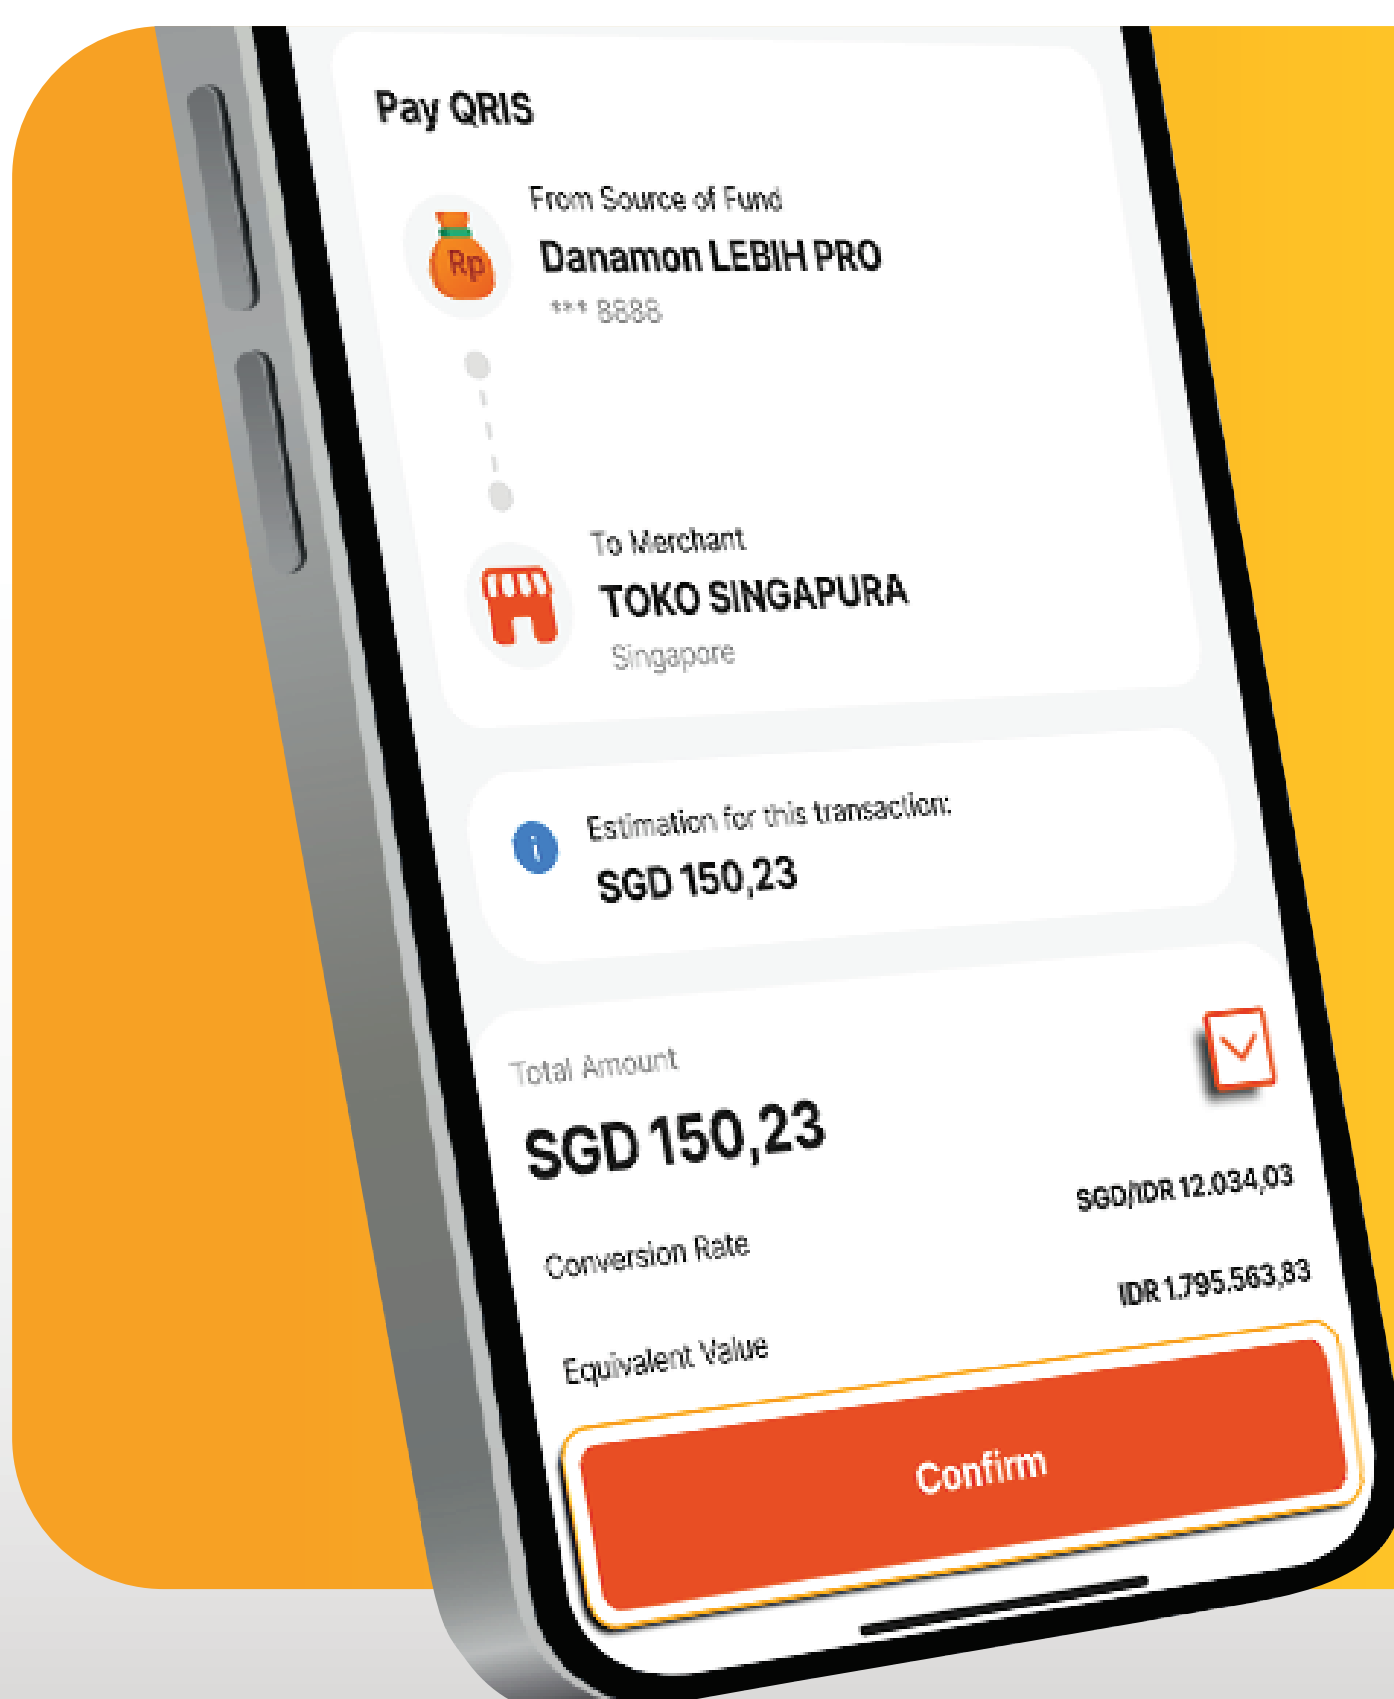 Pay QRIS
From Source of Fund
Rp
Danamon LEBIH PRO
*** 8888
To Merchant
TOKO SINGAPURA
Singapore
i
Estimation for this transaction:
SGD 150,23
Total Amount
SGD 150,23
Conversion Rate
SGD/IDR 12.034,03
Equivalent Value
IDR 1.795.563,83
Confirm